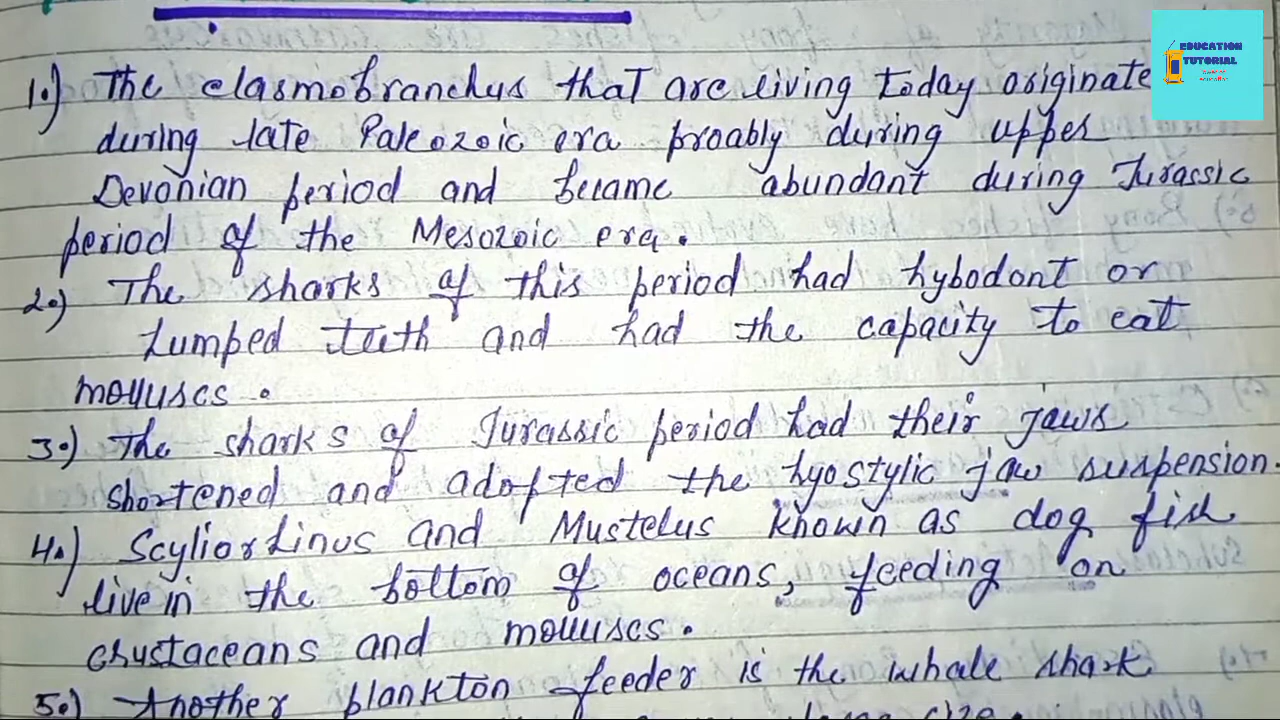 EDUCATION
TUTORIAL
1.) The elasmobranchus that are living today originate
during late Paleozoic era proably during upper
Devonian period and became abundant during Jurassic
period of the Mesozoic era.
2.) The sharks of this period had hybodont or
humped teeth and had the capacity to eat
molluscs.
3.) The sharks of Jurassic period had their jaws
shortened and adopted the hyostylic jaw suspension.
4.) Scyliorhinus and Mustelus known as dog fish
live in the bottom of oceans, feeding on
crustaceans and molluscs.
5.) Another plankton feeder is the whale shark